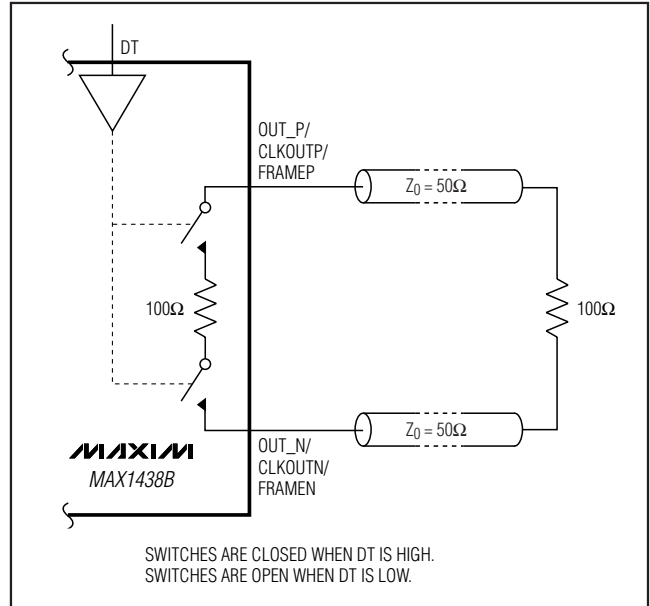 DT
OUT_P/
CLKOUTP/
FRAMEP
Z0 = 50Ω
100Ω
100Ω
Z0 = 50Ω
MAXIM
MAX1438B
OUT_N/
CLKOUTN/
FRAMEN
SWITCHES ARE CLOSED WHEN DT IS HIGH.
SWITCHES ARE OPEN WHEN DT IS LOW.